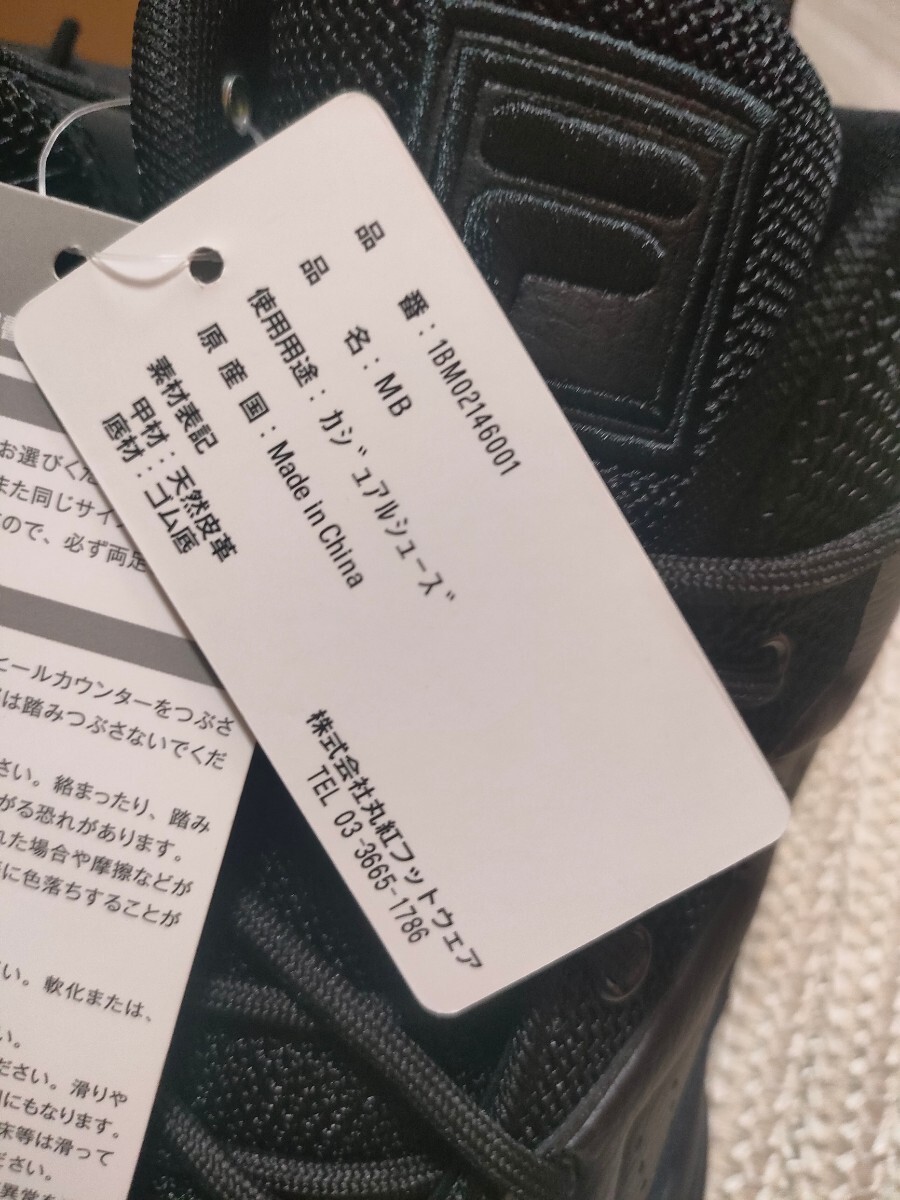 品番：1BM02146001
品名：MB
使用用途：カジュアルシューズ
原産国：Made in China
素材表記
甲材：天然皮革
底材：ゴム底
株式会社丸紅フットウェア
TEL 03-3665-1786
お選びくだ
また同じサイズ
ので、必ず両足
ヒールカウンターをつぶさ
は踏みつぶさないでくだ
さい。絡まったり、踏み
がる恐れがあります。
れた場合や摩擦などが
に色落ちすることが
い。軟化または、
い。
ださい。滑りや
にもなります。
床等は滑って
ださい。
異常を